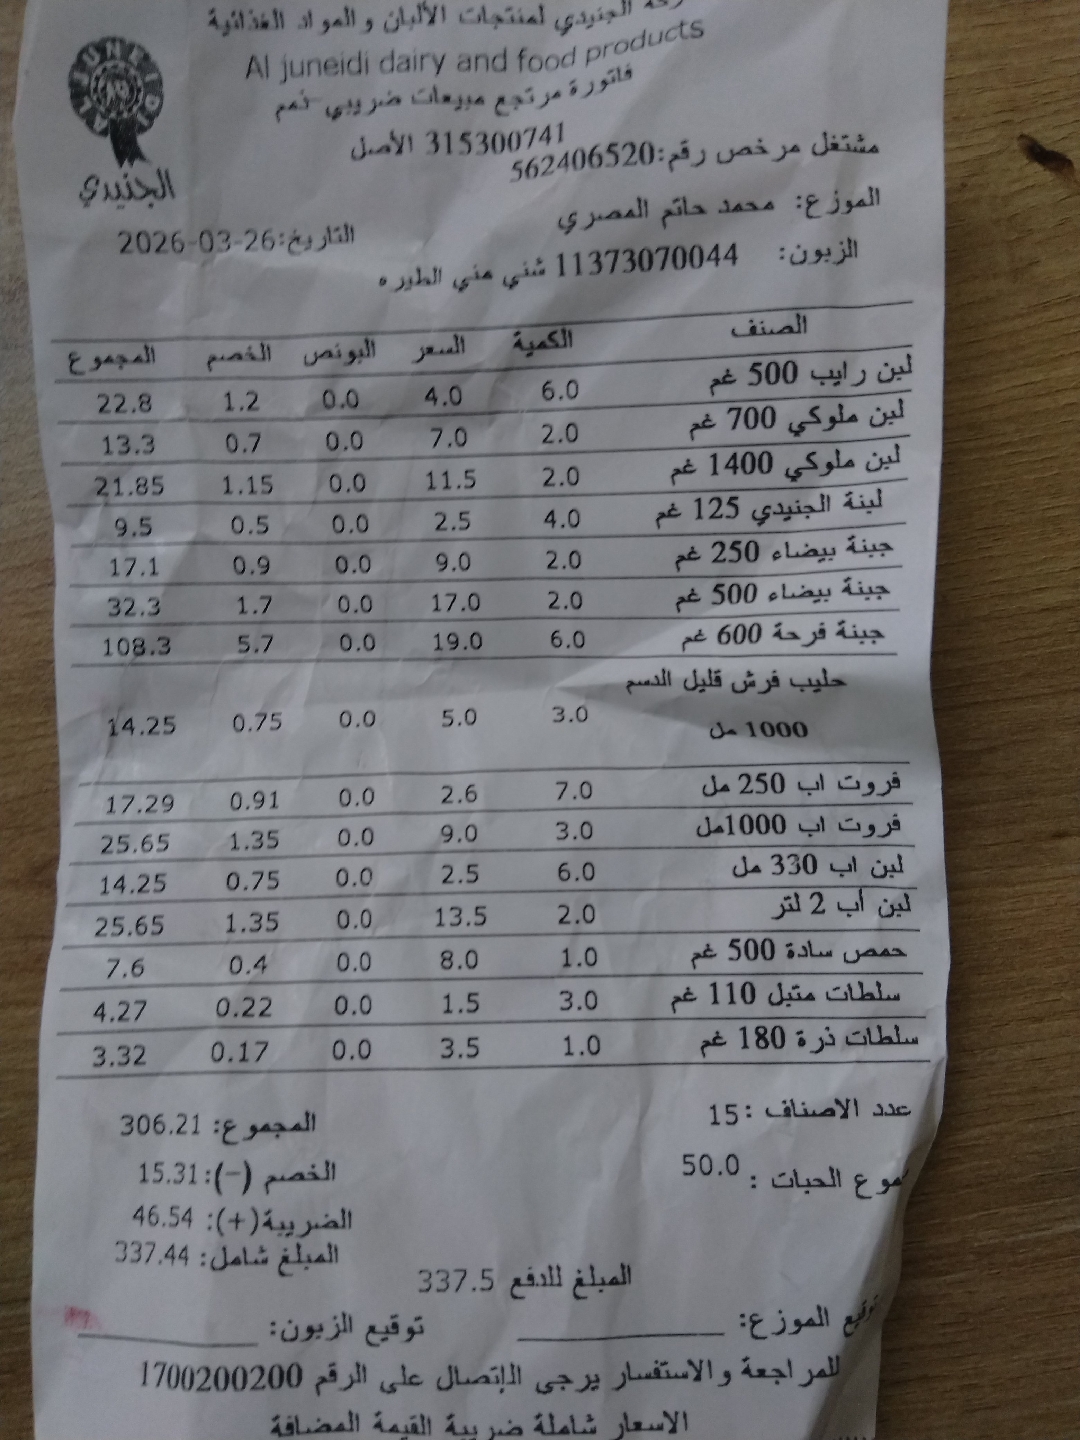 الجنيدي لمنتجات الألبان والمواد الغذائية
Al juneidi dairy and food products
فاتورة مرتجع مبيعات ضريبي خصم
315300741 الأصل
مشتغل مرخص رقم:562406520
AL JUNEIDI
الجنيدي
الموزع: محمد حاتم المصري
التاريخ:26-03-2026
الزبون: 11373070044 شني مني الطيره
الصنف الكمية السعر البونص الخصم المجموع
لبن رايب 500 غم 6.0 4.0 0.0 1.2 22.8
لبن ملوكي 700 غم 2.0 7.0 0.0 0.7 13.3
لبن ملوكي 1400 غم 2.0 11.5 0.0 1.15 21.85
لبنة الجنيدي 125 غم 4.0 2.5 0.0 0.5 9.5
جبنة بيضاء 250 غم 2.0 9.0 0.0 0.9 17.1
جبنة بيضاء 500 غم 2.0 17.0 0.0 1.7 32.3
جبنة فرحة 600 غم 6.0 19.0 0.0 5.7 108.3
حليب فرش قليل الدسم
1000 مل 3.0 5.0 0.0 0.75 14.25
فروت اب 250 مل 7.0 2.6 0.0 0.91 17.29
فروت اب 1000مل 3.0 9.0 0.0 1.35 25.65
لبن اب 330 مل 6.0 2.5 0.0 0.75 14.25
لبن أب 2 لتر 2.0 13.5 0.0 1.35 25.65
حمص سادة 500 غم 1.0 8.0 0.0 0.4 7.6
سلطات متبل 110 غم 3.0 1.5 0.0 0.22 4.27
سلطات ذرة 180 غم 1.0 3.5 0.0 0.17 3.32
عدد الاصناف :15
المجموع: 306.21
الحبات : 50.0
الخصم (-):15.31
الضريبة(+): 46.54
المبلغ شامل: 337.44
المبلغ للدفع 337.5
توقيع الموزع:
توقيع الزبون:
للمراجعة والاستفسار يرجى الإتصال على الرقم 1700200200
الاسعار شاملة ضريبة القيمة المضافة